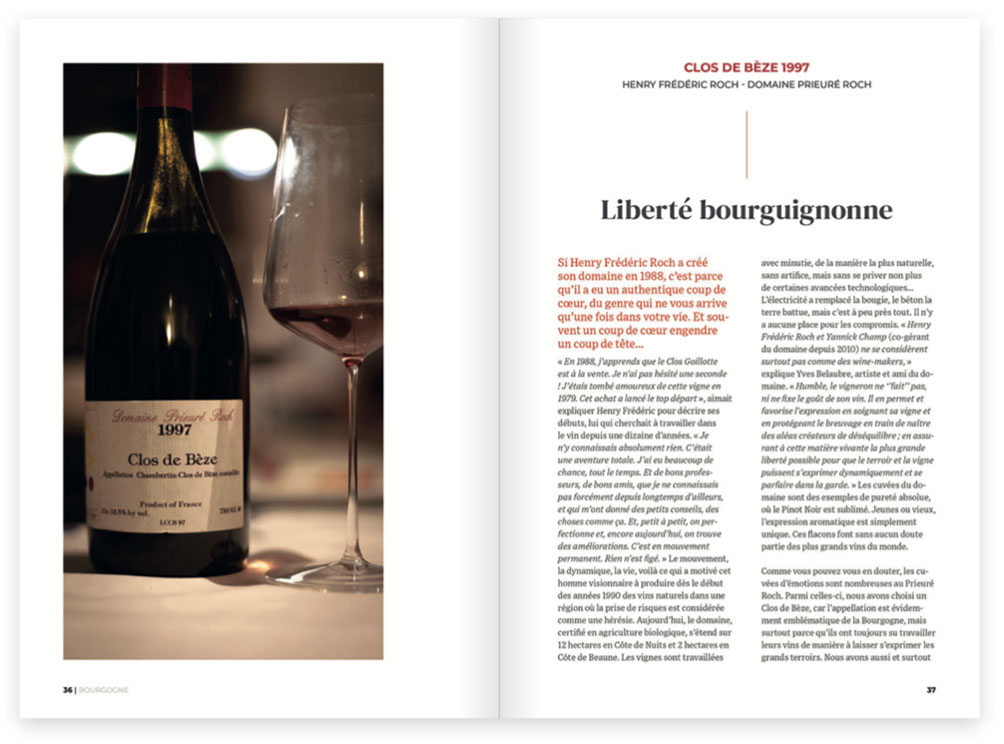 Domaine Prieuré Roch
1997
Clos de Bèze
Appellation Chambertin-Clos de Bèze contrôlée
Product of France
Alc 12.5% by vol.
LCCB 97
36 | BOURGOGNE
CLOS DE BÈZE 1997
HENRY FRÉDÉRIC ROCH - DOMAINE PRIEURÉ ROCH
Liberté bourguignonne
Si Henry Frédéric Roch a créé
son domaine en 1988, c’est parce
qu’il a eu un authentique coup de
cœur, du genre qui ne vous arrive
qu’une fois dans votre vie. Et sou-
vent un coup de cœur engendre
un coup de tête...
« En 1988, j’apprends que le Clos Goillotte
est à la vente. Je n’ai pas hésité une seconde
! J’étais tombé amoureux de cette vigne en
1979. Cet achat a lancé le top départ », aimait
expliquer Henry Frédéric pour décrire ses
débuts, lui qui cherchait à travailler dans
le vin depuis une dizaine d’années. « Je
n’y connaissais absolument rien. C’était
une aventure totale. J’ai eu beaucoup de
chance, tout le temps. Et de bons profes-
seurs, de bons amis, que je ne connaissais
pas forcément depuis longtemps d’ailleurs,
et qui m’ont donné des petits conseils, des
choses comme ça. Et, petit à petit, on per-
fectionne et, encore aujourd’hui, on trouve
des améliorations. C’est en mouvement
permanent. Rien n’est figé. » Le mouvement,
la dynamique, la vie, voilà ce qui a motivé cet
homme visionnaire à produire dès le début
des années 1990 des vins naturels dans une
région où la prise de risques est considérée
comme une hérésie. Aujourd’hui, le domaine,
certifié en agriculture biologique, s’étend sur
12 hectares en Côte de Nuits et 2 hectares en
Côte de Beaune. Les vignes sont travaillées
avec minutie, de la manière la plus naturelle,
sans artifice, mais sans se priver non plus
de certaines avancées technologiques...
L’électricité a remplacé la bougie, le béton la
terre battue, mais c’est à peu près tout. Il n’y
a aucune place pour les compromis. « Henry
Frédéric Roch et Yannick Champ (co-gérant
du domaine depuis 2010) ne se considèrent
surtout pas comme des wine-makers, »
explique Yves Belaubre, artiste et ami du do-
maine. « Humble, le vigneron ne “fait” pas,
ni ne fixe le goût de son vin. Il en permet et
favorise l’expression en soignant sa vigne et
en protégeant le breuvage en train de naître
des aléas créateurs de déséquilibre ; en assu-
rant à cette matière vivante la plus grande
liberté possible pour que le terroir et la vigne
puissent s’exprimer dynamiquement et se
parfaire dans la garde. » Les cuvées du do-
maine sont des exemples de pureté absolue,
où le Pinot Noir est sublimé. Jeunes ou vieux,
l’expression aromatique est simplement
unique. Ces flacons font sans aucun doute
partie des plus grands vins du monde.
Comme vous pouvez vous en douter, les cu-
vées d’émotions sont nombreuses au Prieuré
Roch. Parmi celles-ci, nous avons choisi un
Clos de Bèze, car l’appellation est évidem-
ment emblématique de la Bourgogne, mais
surtout parce qu’ils ont toujours su travailler
leurs vins de manière à laisser s’exprimer les
grands terroirs. Nous avons aussi et surtout
37